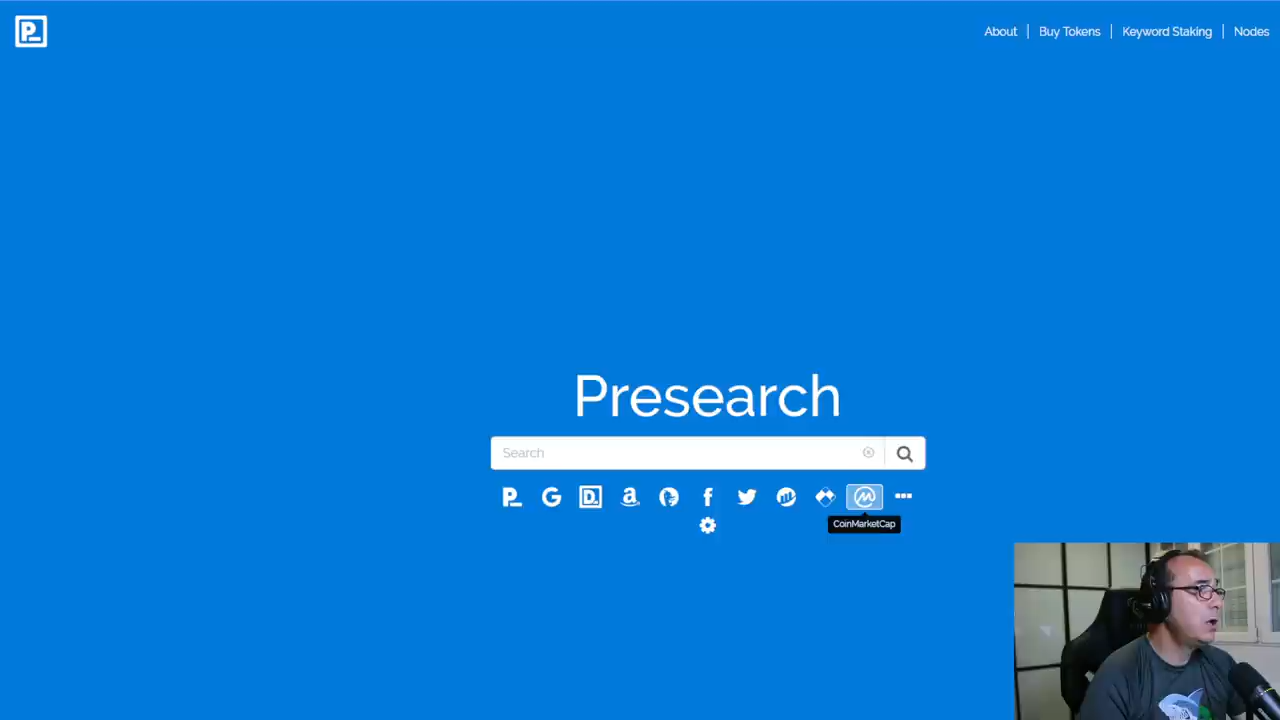 About
Buy Tokens
Keyword Staking
Nodes
Presearch
Search
CoinMarketCap